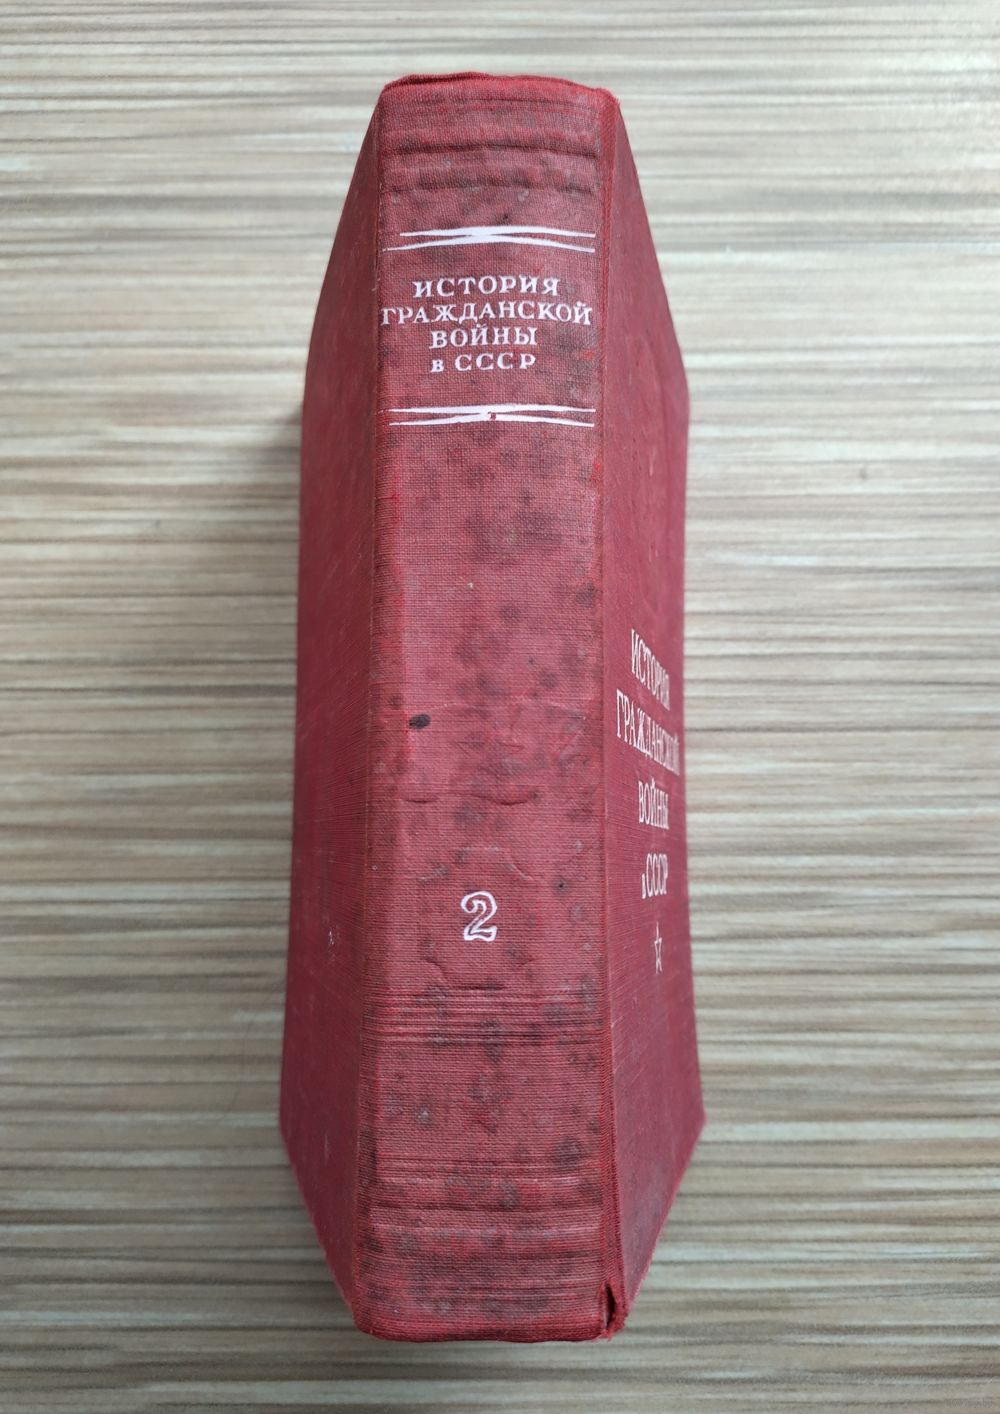 ИСТОРИЯ
ГРАЖДАНСКОЙ
ВОЙНЫ
в СССР
2
ИСТОРИЯ
ГРАЖДАНСКОЙ
ВОЙНЫ
в СССР